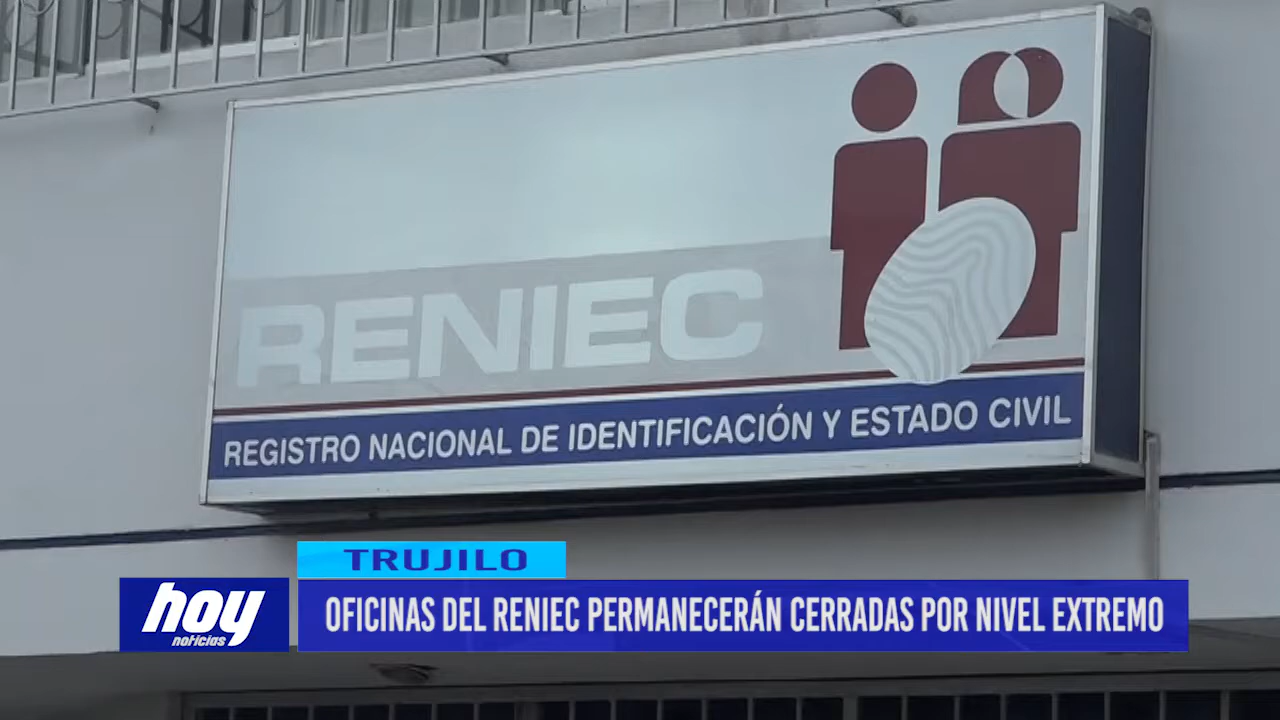 RENIEC
REGISTRO NACIONAL DE IDENTIFICACIÓN Y ESTADO CIVIL
TRUJILO
hoy
noticias
OFICINAS DEL RENIEC PERMANECERÁN CERRADAS POR NIVEL EXTREMO